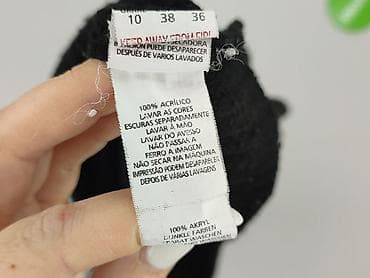 10 38 36
KEEP AWAY FROM FIRE
IMPRESIÓN PUEDE DESAPARECER
DESPUÉS DE VARIOS LAVADOS
100% ACRÍLICO
LAVAR AS CORES
ESCURAS SEPARADAMENTE
LAVAR À MÃO
LAVAR DO AVESSO
NÃO PASSAR A
FERRO A IMAGEM
NÃO SECAR NA MÁQUINA
IMPRESSÃO PODEM DESAPARECER
DEPOIS DE VÁRIAS LAVAGENS
100% ACRYL
DUNKLE FARBEN
WASCHEN